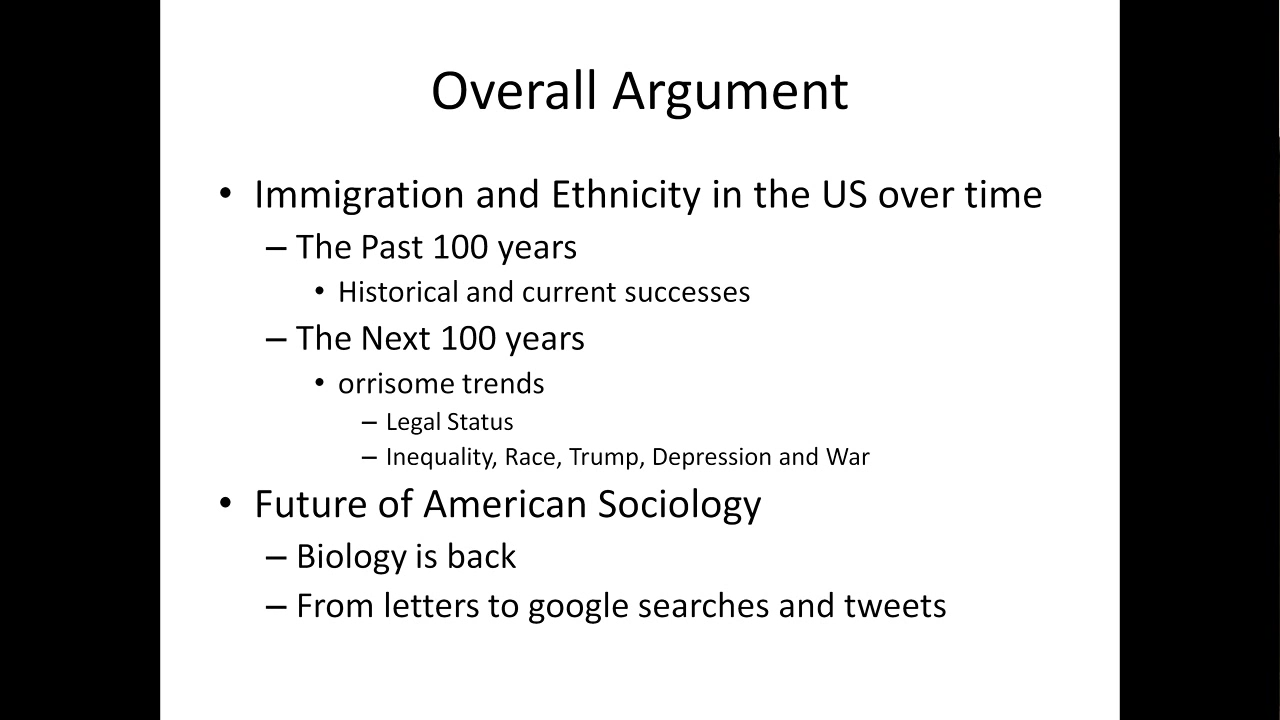 Overall Argument
• Immigration and Ethnicity in the US over time
– The Past 100 years
• Historical and current successes
– The Next 100 years
• orrisome trends
– Legal Status
– Inequality, Race, Trump, Depression and War
• Future of American Sociology
– Biology is back
– From letters to google searches and tweets